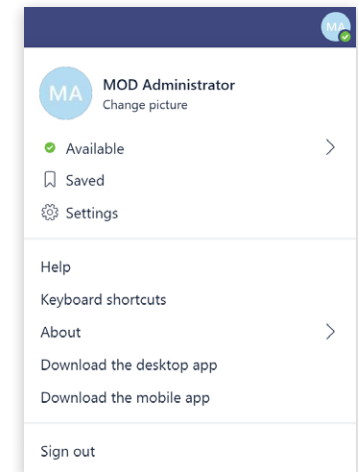 MA
MA
MOD Administrator
Change picture
Available
Saved
Settings
Help
Keyboard shortcuts
About
Download the desktop app
Download the mobile app
Sign out